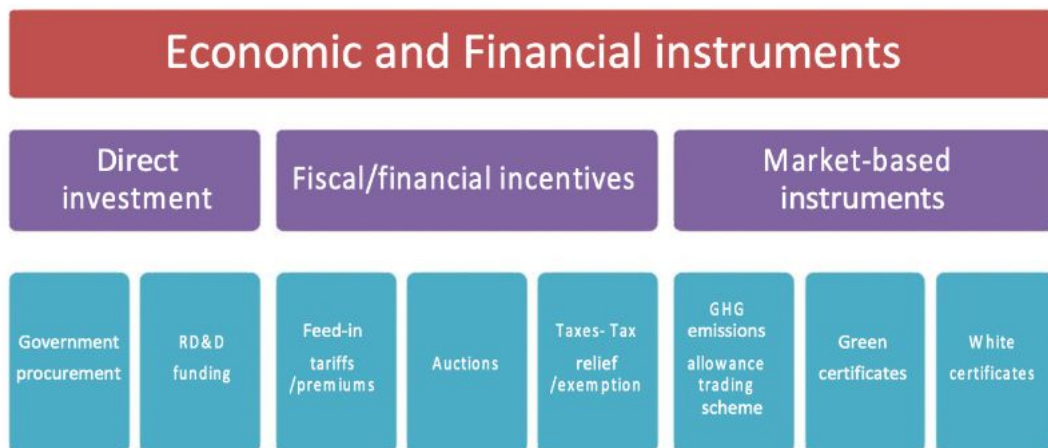 Economic and Financial instruments
Direct
investment
Fiscal/financial incentives
Market-based
instruments
Government
procurement
RD&D
funding
Feed-in
tariffs
/premiums
Auctions
Taxes- Tax
relief
/exemption
GHG
emissions
allowance
trading
scheme
Green
certificates
White
certificates